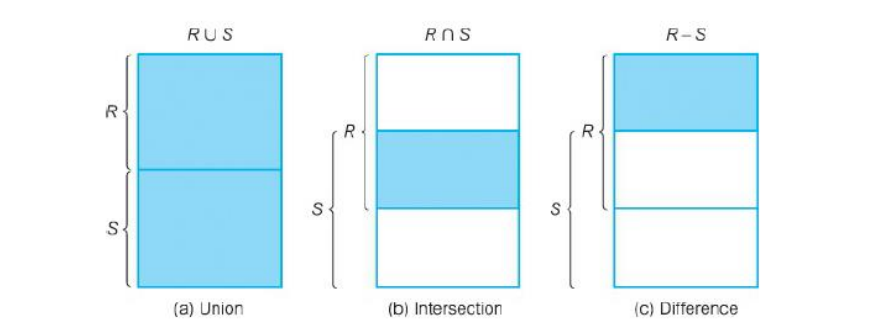 R ∪ S
R ∩ S
R – S
R
S
R
S
R
S
(a) Union
(b) Intersection
(c) Difference